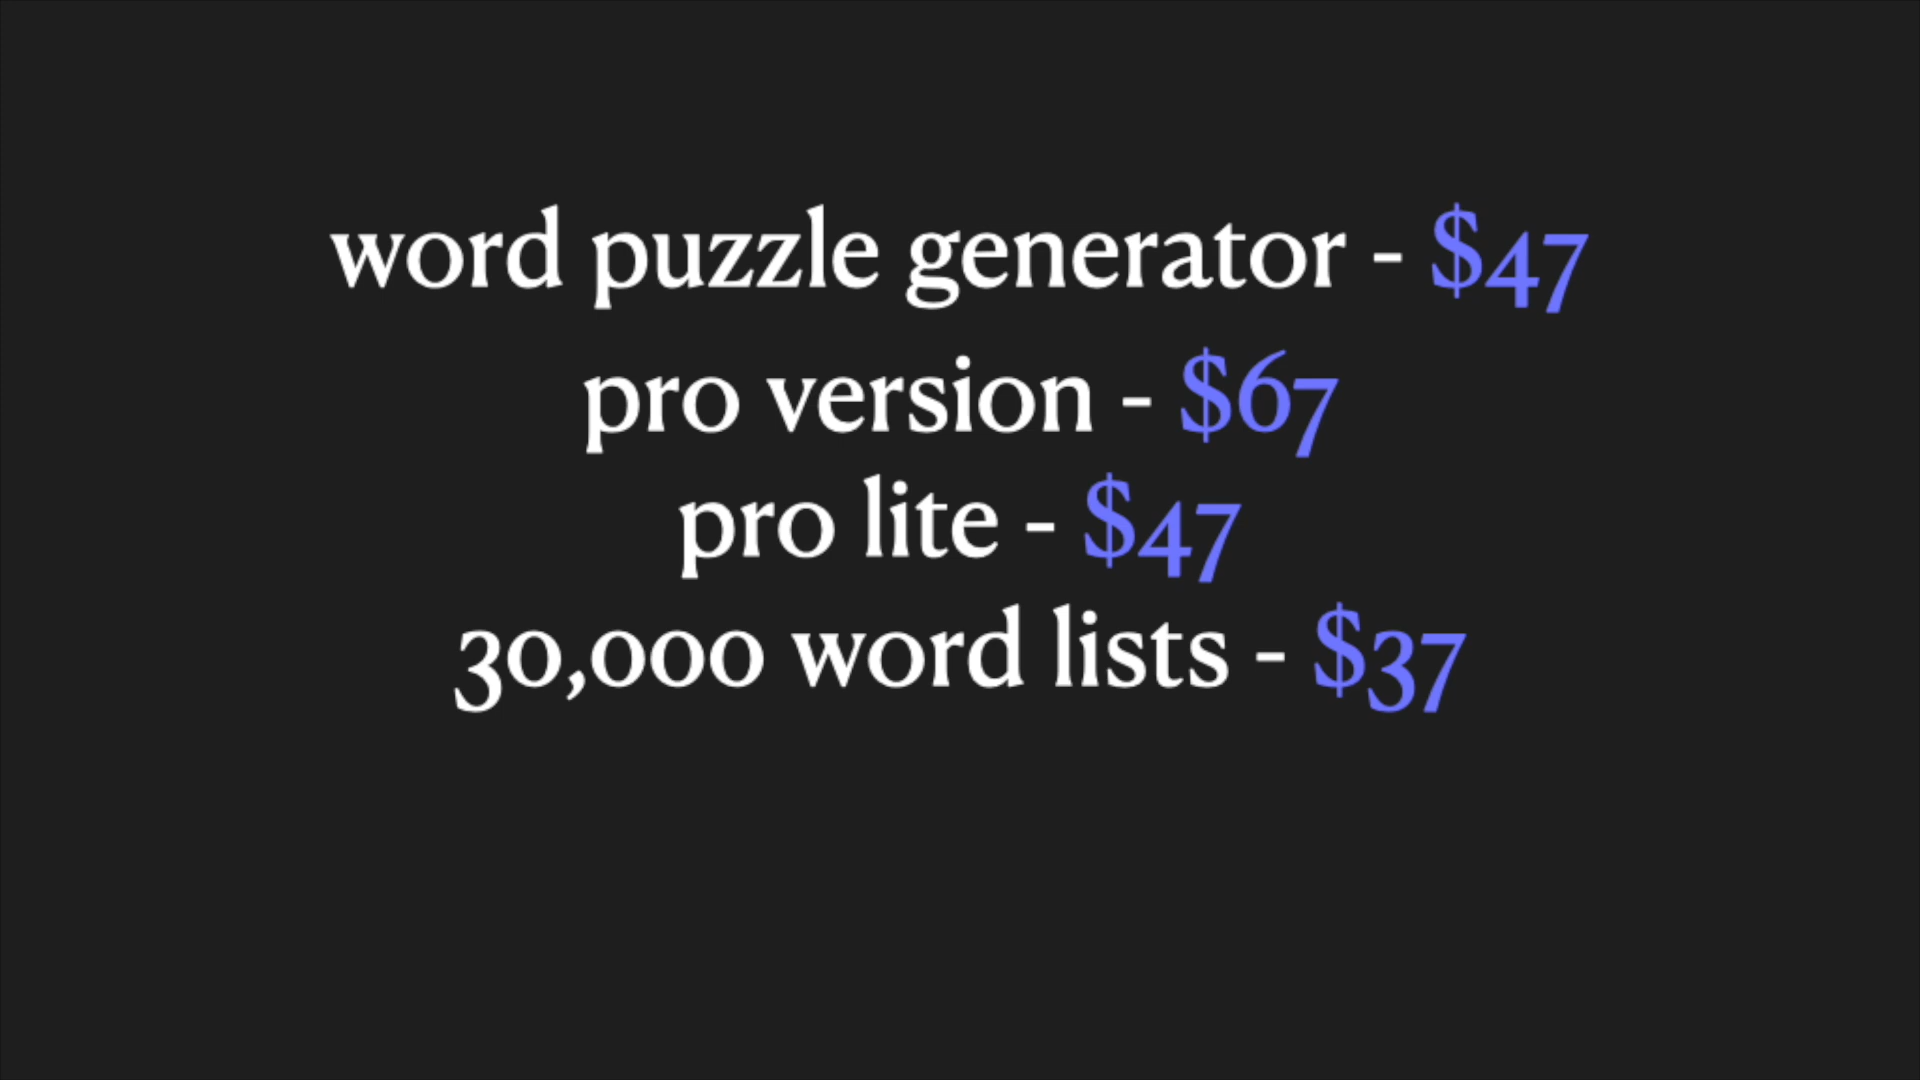 word puzzle generator - $47
pro version - $67
pro lite - $47
30,000 word lists - $37